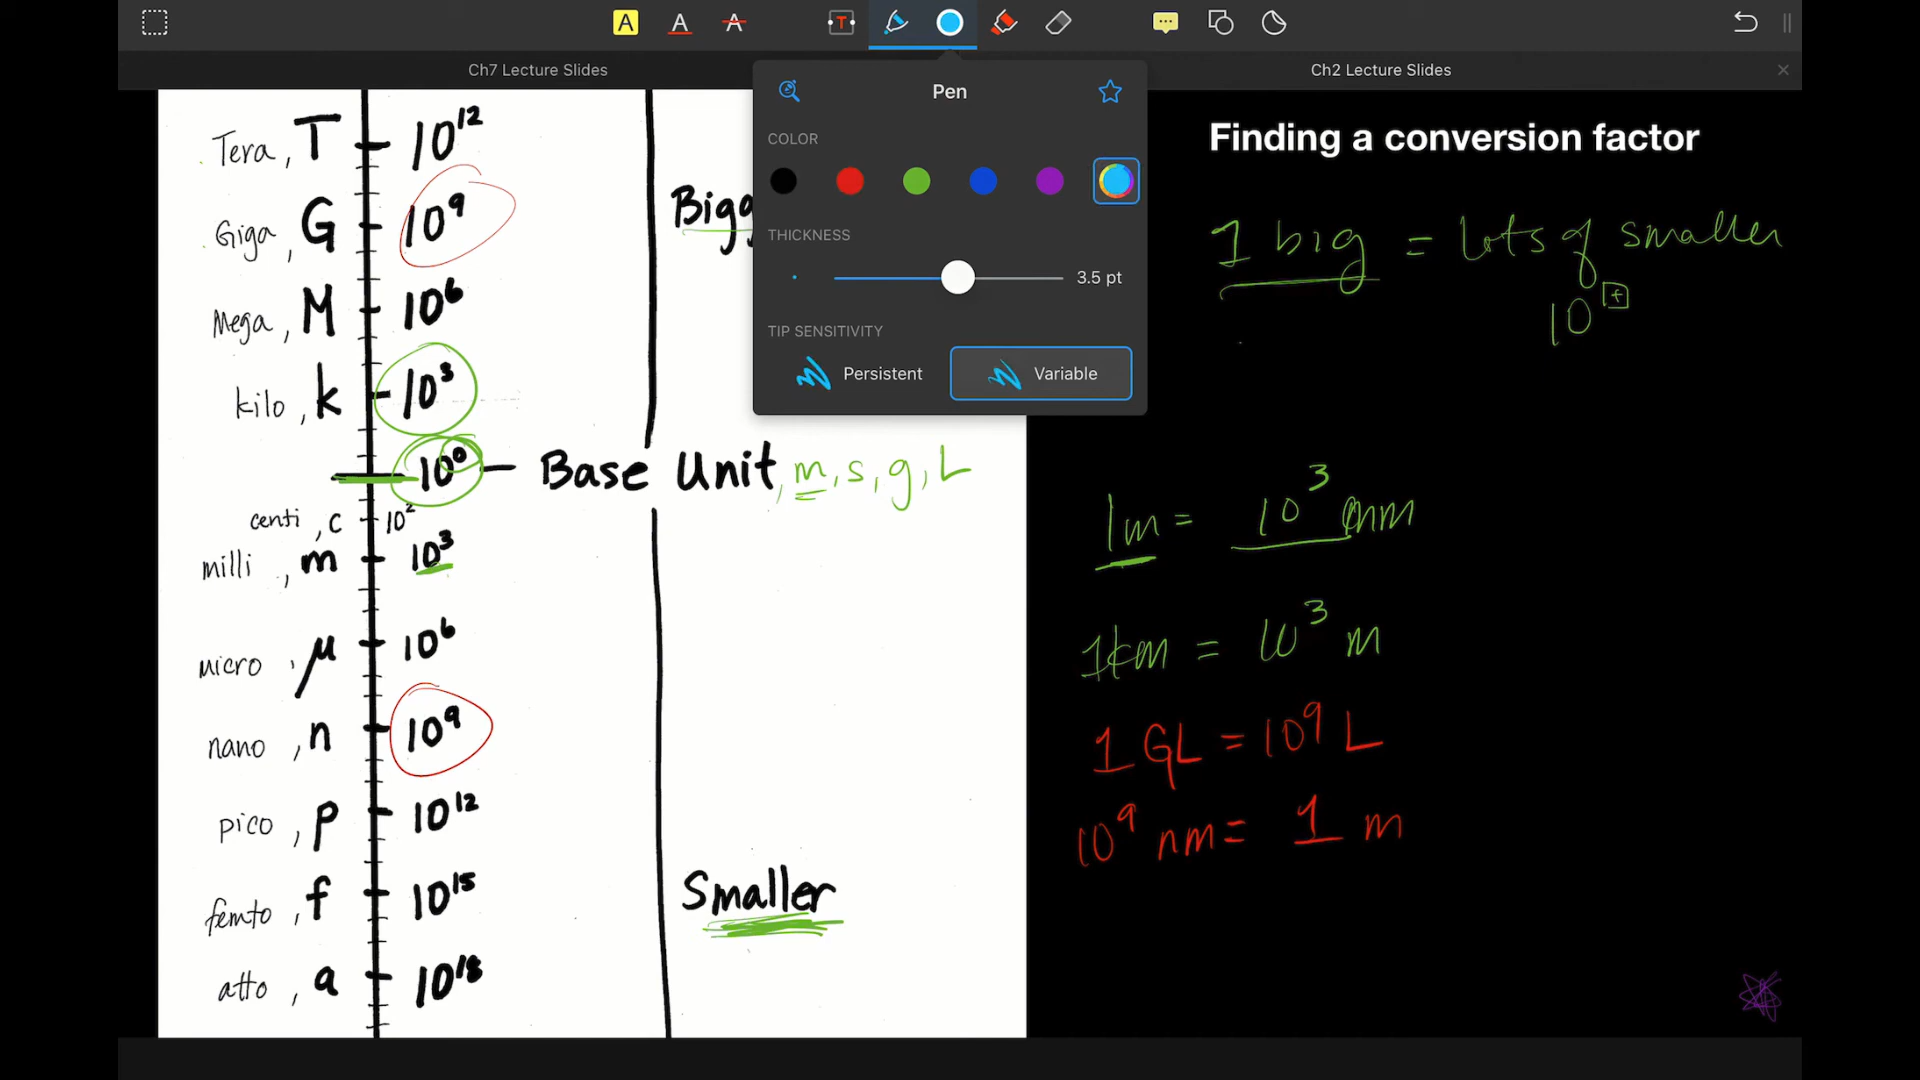 Ch7 Lecture Slides
Ch2 Lecture Slides
Pen
COLOR
THICKNESS
3.5 pt
TIP SENSITIVITY
Persistent
Variable
Tera, T 10¹²
Giga, G 10⁹
Mega, M 10⁶
kilo, k 10³
10⁰ — Base Unit, m, s, g, L
centi, c 10²
milli, m 10³
micro, μ 10⁶
nano, n 10⁹
pico, p 10¹²
femto, f 10¹⁵
atto, a 10¹⁸
Bigg
Smaller
Finding a conversion factor
1 big = lots of smaller
10⁺
1m = 10³ mm
1km = 10³ m
1 GL = 10⁹ L
10⁹ nm = 1 m